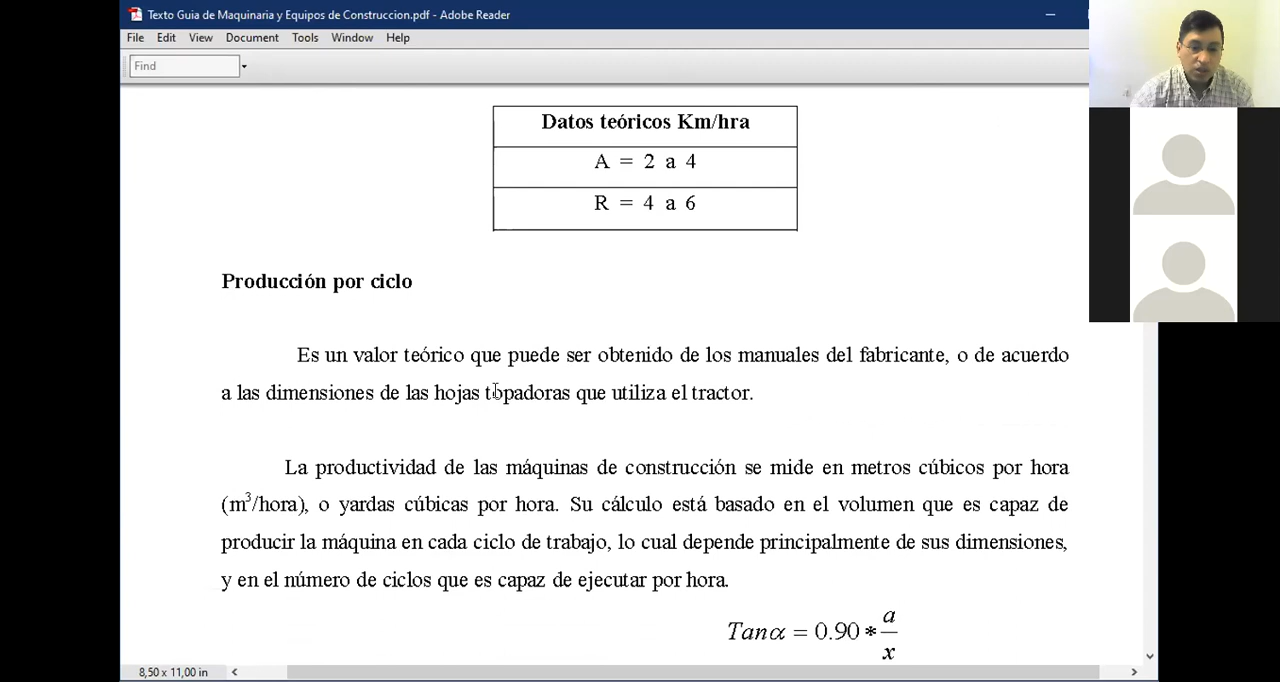 Texto Guia de Maquinaria y Equipos de Construccion.pdf - Adobe Reader
File Edit View Document Tools Window Help
Find
Datos teóricos Km/hra
A = 2 a 4
R = 4 a 6
Producción por ciclo
Es un valor teórico que puede ser obtenido de los manuales del fabricante, o de acuerdo
a las dimensiones de las hojas topadoras que utiliza el tractor.
La productividad de las máquinas de construcción se mide en metros cúbicos por hora
(m³/hora), o yardas cúbicas por hora. Su cálculo está basado en el volumen que es capaz de
producir la máquina en cada ciclo de trabajo, lo cual depende principalmente de sus dimensiones,
y en el número de ciclos que es capaz de ejecutar por hora.
Tanα = 0.90 * a/x
8,50 x 11,00 in